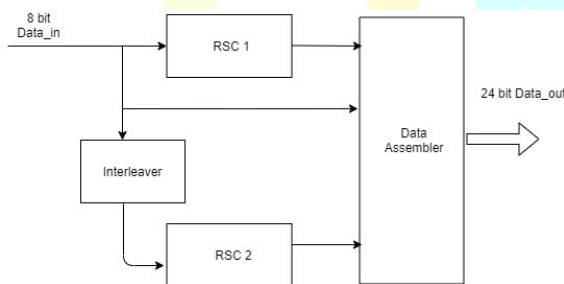 8 bit
Data_in
RSC 1
24 bit Data_out
Data
Assembler
Interleaver
RSC 2